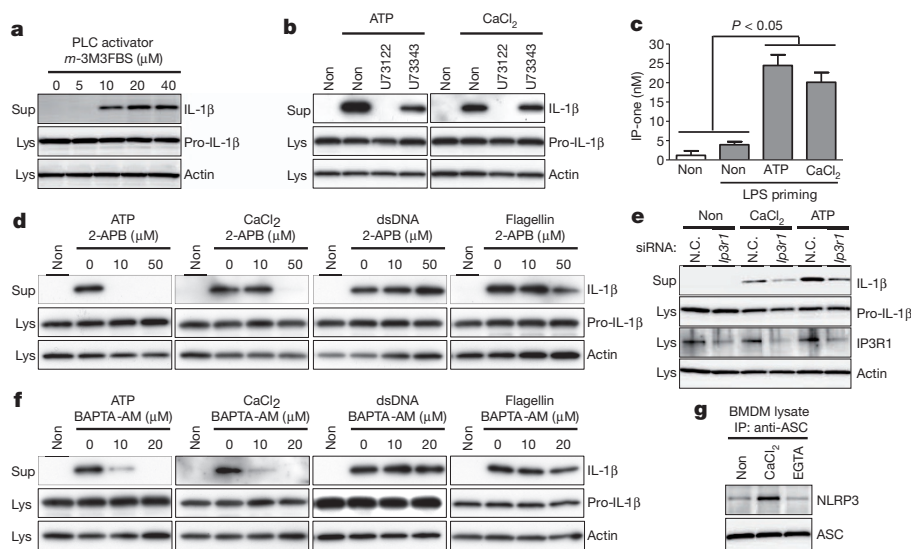 a
PLC activator
m-3M3FBS (μM)
0 5 10 20 40
Sup IL-1β
Lys Pro-IL-1β
Lys Actin
b
ATP CaCl2
Non Non U73122 U73343 Non Non U73122 U73343
Sup IL-1β
Lys Pro-IL-1β
Lys Actin
c
P < 0.05
IP-one (nM)
30
25
20
15
10
5
0
Non Non ATP CaCl2
LPS priming
d
ATP CaCl2 dsDNA Flagellin
2-APB (μM) 2-APB (μM) 2-APB (μM) 2-APB (μM)
Non 0 10 50 Non 0 10 50 Non 0 10 50 Non 0 10 50
Sup IL-1β
Lys Pro-IL-1β
Lys Actin
e
Non CaCl2 ATP
siRNA: N.C. Ip3r1 N.C. Ip3r1 N.C. Ip3r1
Sup IL-1β
Lys Pro-IL-1β
Lys IP3R1
Lys Actin
f
ATP CaCl2 dsDNA Flagellin
BAPTA-AM (μM) BAPTA-AM (μM) BAPTA-AM (μM) BAPTA-AM (μM)
Non 0 10 20 Non 0 10 20 Non 0 10 20 Non 0 10 20
Sup IL-1β
Lys Pro-IL-1β
Lys Actin
g
BMDM lysate
IP: anti-ASC
Non CaCl2 EGTA
NLRP3
ASC